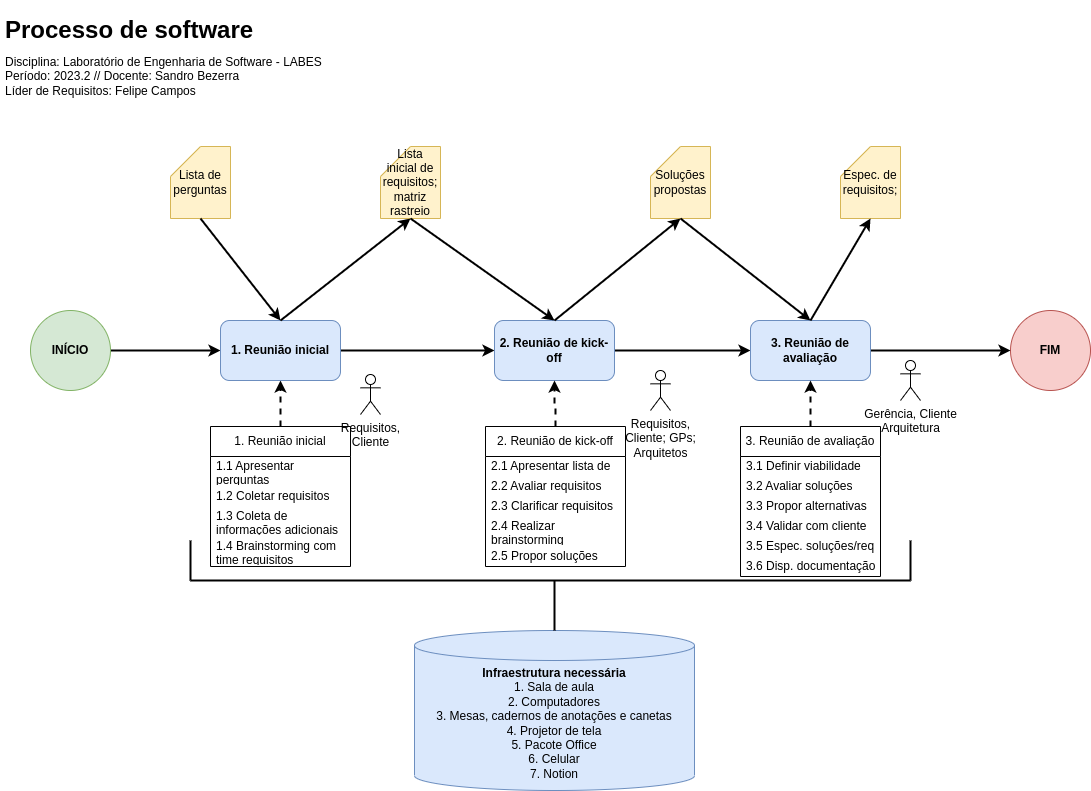 Processo de software
Disciplina: Laboratório de Engenharia de Software - LABES
Período: 2023.2 // Docente: Sandro Bezerra
Líder de Requisitos: Felipe Campos
Lista de
perguntas
Lista
inicial de
requisitos;
matriz
rastreio
Soluções
propostas
Espec. de
requisitos;
INÍCIO
1. Reunião inicial
2. Reunião de kick-
off
3. Reunião de
avaliação
FIM
Requisitos,
Cliente
Requisitos,
Cliente; GPs;
Arquitetos
Gerência, Cliente
Arquitetura
1. Reunião inicial
1.1 Apresentar
perguntas
1.2 Coletar requisitos
1.3 Coleta de
informações adicionais
1.4 Brainstorming com
time requisitos
2. Reunião de kick-off
2.1 Apresentar lista de
2.2 Avaliar requisitos
2.3 Clarificar requisitos
2.4 Realizar
brainstorming
2.5 Propor soluções
3. Reunião de avaliação
3.1 Definir viabilidade
3.2 Avaliar soluções
3.3 Propor alternativas
3.4 Validar com cliente
3.5 Espec. soluções/req
3.6 Disp. documentação
Infraestrutura necessária
1. Sala de aula
2. Computadores
3. Mesas, cadernos de anotações e canetas
4. Projetor de tela
5. Pacote Office
6. Celular
7. Notion